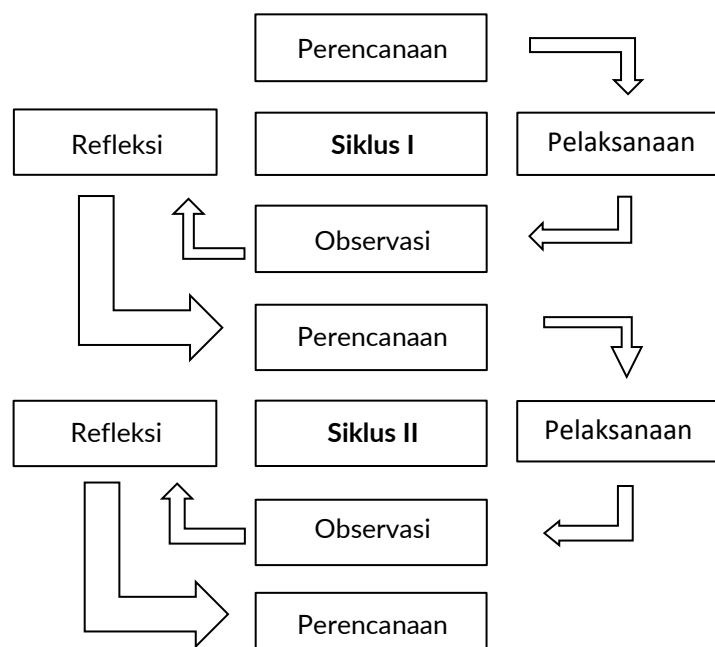 Perencanaan
Refleksi
Siklus I
Pelaksanaan
Observasi
Perencanaan
Refleksi
Siklus II
Pelaksanaan
Observasi
Perencanaan